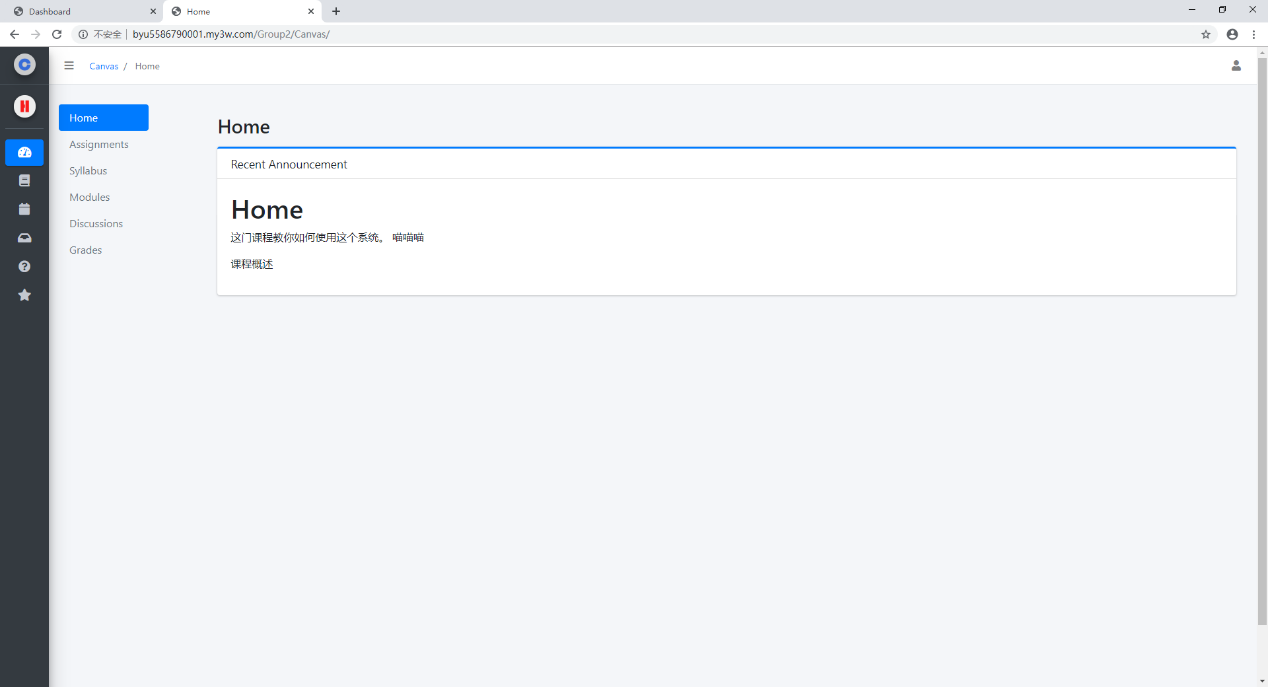 Dashboard
Home
不安全 | byu5586790001.my3w.com/Group2/Canvas/
C
Canvas / Home
H
Home
Assignments
Syllabus
Modules
Discussions
Grades
Home
Recent Announcement
Home
这门课程教你如何使用这个系统。 喵喵喵
课程概述